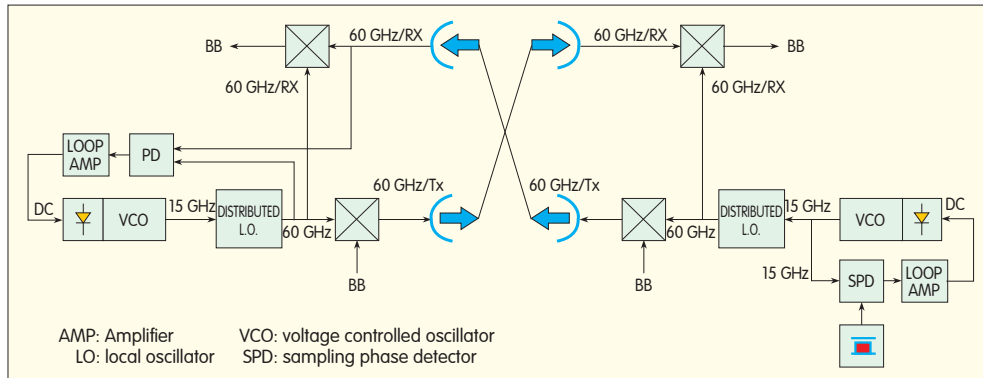 BB
60 GHz/RX
60 GHz/RX
BB
60 GHz/RX
60 GHz/RX
LOOP
AMP
PD
60 GHz/Tx
60 GHz/Tx
DC
VCO
15 GHz
DISTRIBUTED
L.O.
60 GHz
60 GHz
DISTRIBUTED
L.O.
15 GHz
VCO
DC
BB
BB
15 GHz
SPD
LOOP
AMP
AMP: Amplifier
VCO: voltage controlled oscillator
LO: local oscillator
SPD: sampling phase detector